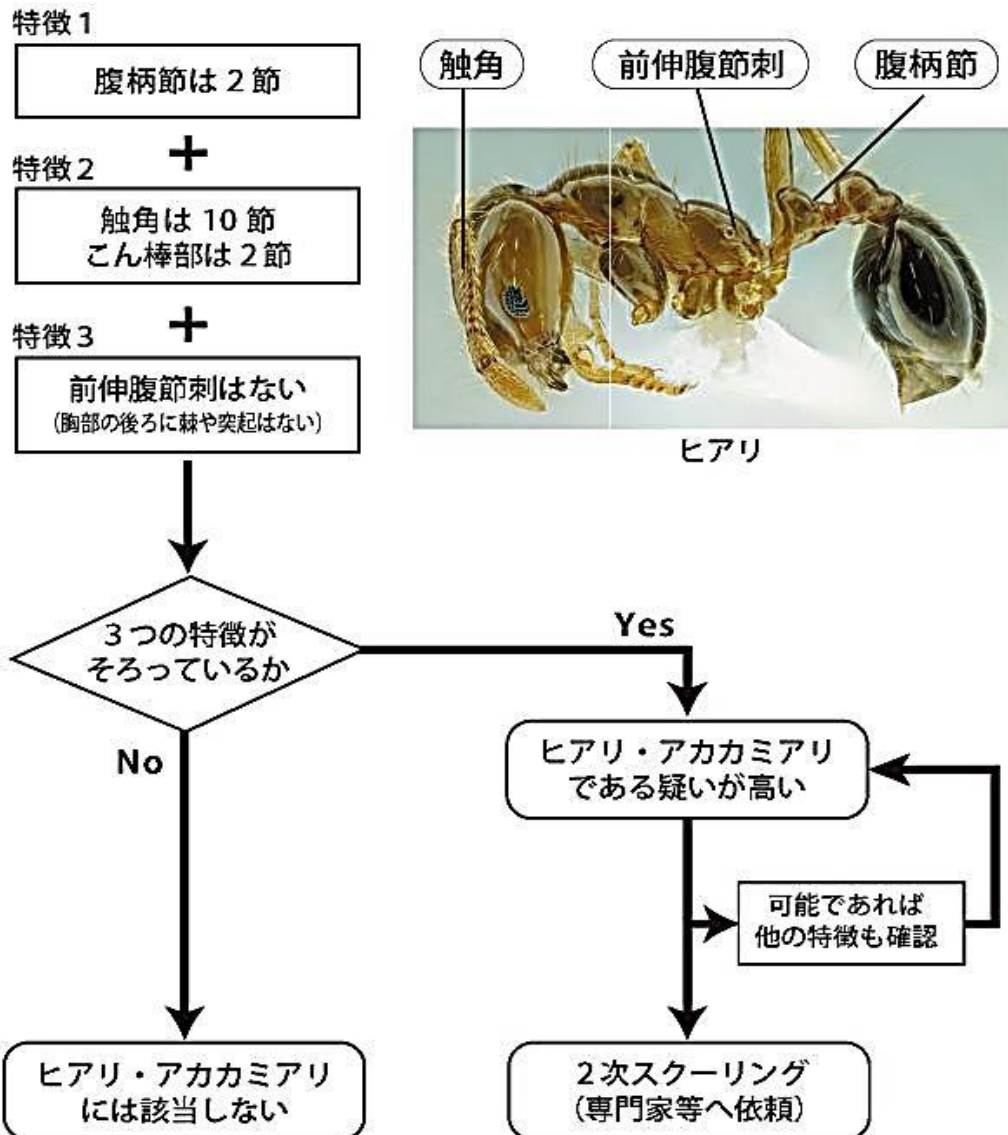 特徴1
腹柄節は2節
+
特徴2
触角は 10 節
こん棒部は2節
+
特徴3
前伸腹節刺はない
(胸部の後ろに棘や突起はない)
触角
前伸腹節刺
腹柄節
ヒアリ
3つの特徴が
そろっているか
Yes
No
ヒアリ・アカカミアリ
である疑いが高い
可能であれば
他の特徴も確認
ヒアリ・アカカミアリ
には該当しない
2次スクーリング
(専門家等へ依頼)